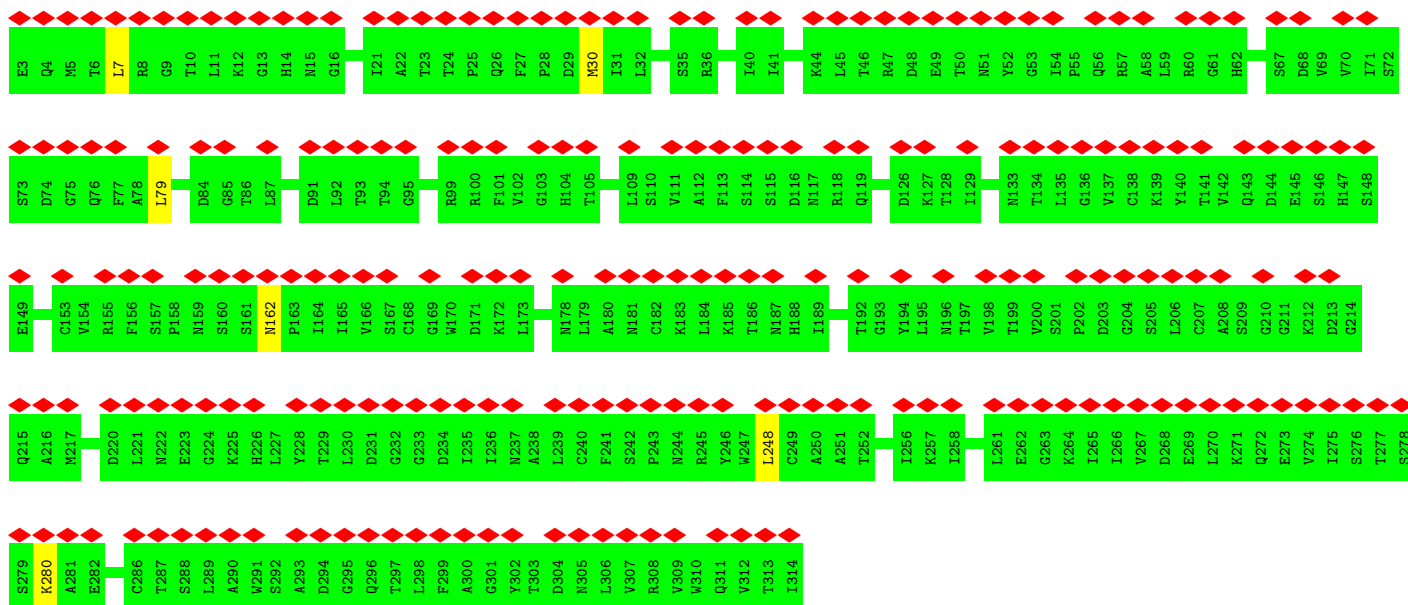 E3 Q4 M5 T6 L7 R8 G9 T10 L11 K12 G13 H14 N15 G16 I21 A22 T23 T24 P25 Q26 F27 P28 D29 M30 I31 L32 S35 R36 I40 I41 K44 L45 T46 R47 D48 E49 T50 N51 Y52 G53 I54 P55 Q56 R57 A58 L59 R60 G61 H62 S67 D68 V69 V70 I71 S72
S73 D74 G75 Q76 F77 A78 L79 D84 G85 T86 L87 D91 L92 T93 T94 G95 R99 R100 F101 V102 G103 H104 T105 L109 S110 V111 A112 F113 S114 S115 D116 N117 R118 Q119 D126 K127 T128 I129 N133 T134 L135 G136 V137 C138 K139 Y140 T141 V142 Q143 D144 E145 S146 H147 S148
E149 C153 V154 R155 F156 S157 P158 N159 S160 S161 N162 P163 I164 I165 V166 S167 C168 G169 W170 D171 K172 L173 N178 L179 A180 N181 C182 K183 L184 K185 T186 N187 H188 I189 T192 G193 Y194 L195 N196 T197 V198 T199 V200 S201 P202 D203 G204 S205 L206 C207 A208 S209 G210 G211 K212 D213 G214
Q215 A216 M217 D220 L221 N222 E223 G224 K225 H226 L227 Y228 T229 L230 D231 G232 G233 D234 I235 I236 N237 A238 L239 C240 F241 S242 P243 N244 R245 Y246 W247 L248 C249 A250 A251 T252 I256 K257 I258 L261 E262 G263 K264 I265 I266 V267 D268 E269 L270 K271 Q272 E273 V274 I275 S276 T277 S278
S279 K280 A281 E282 C286 T287 S288 L289 A290 W291 S292 A293 D294 G295 Q296 T297 L298 F299 A300 G301 Y302 T303 D304 N305 L306 V307 R308 V309 W310 Q311 V312 T313 I314